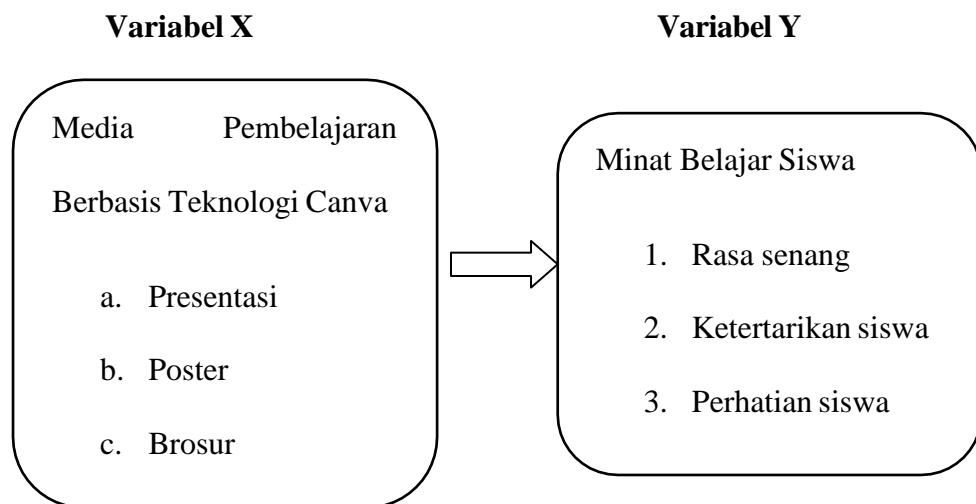 Variabel X
Variabel Y
Media Pembelajaran
Berbasis Teknologi Canva
a. Presentasi
b. Poster
c. Brosur
Minat Belajar Siswa
1. Rasa senang
2. Ketertarikan siswa
3. Perhatian siswa